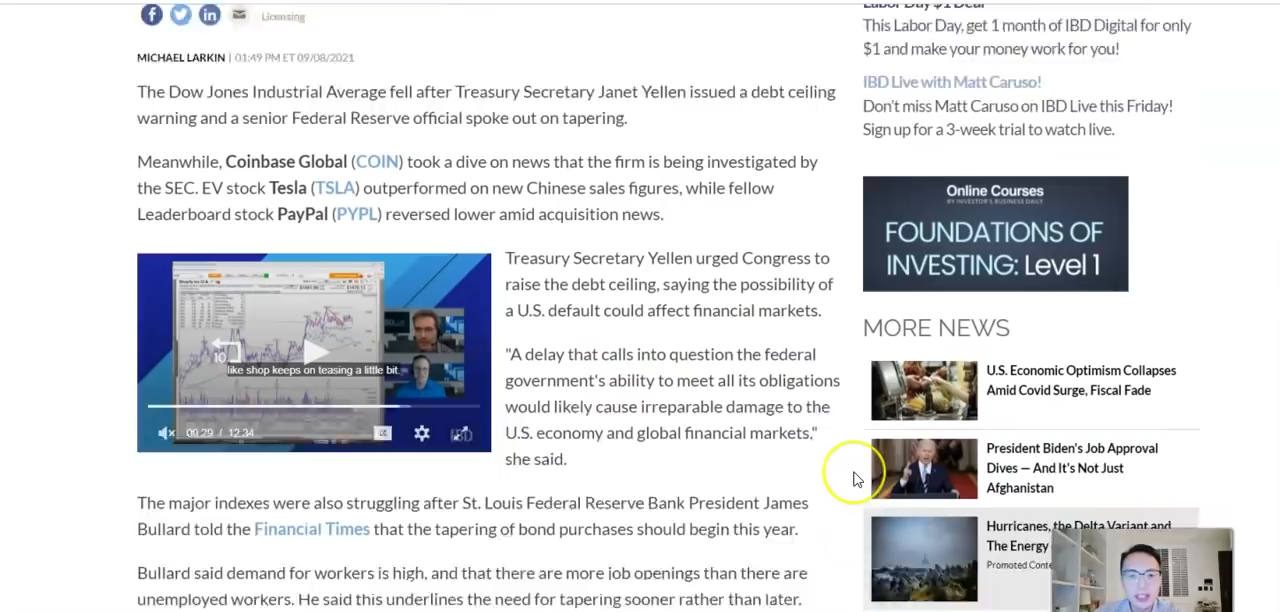 Licensing
MICHAEL LARKIN | 01:49 PM ET 09/08/2021
The Dow Jones Industrial Average fell after Treasury Secretary Janet Yellen issued a debt ceiling
warning and a senior Federal Reserve official spoke out on tapering.
Meanwhile, Coinbase Global (COIN) took a dive on news that the firm is being investigated by
the SEC. EV stock Tesla (TSLA) outperformed on new Chinese sales figures, while fellow
Leaderboard stock PayPal (PYPL) reversed lower amid acquisition news.
10
like shop keeps on teasing a little bit.
00:29 / 12:34
IBD
Treasury Secretary Yellen urged Congress to
raise the debt ceiling, saying the possibility of
a U.S. default could affect financial markets.
"A delay that calls into question the federal
government's ability to meet all its obligations
would likely cause irreparable damage to the
U.S. economy and global financial markets,"
she said.
The major indexes were also struggling after St. Louis Federal Reserve Bank President James
Bullard told the Financial Times that the tapering of bond purchases should begin this year.
Bullard said demand for workers is high, and that there are more job openings than there are
unemployed workers. He said this underlines the need for tapering sooner rather than later.
Labor Day $1 Deal
This Labor Day, get 1 month of IBD Digital for only
$1 and make your money work for you!
IBD Live with Matt Caruso!
Don't miss Matt Caruso on IBD Live this Friday!
Sign up for a 3-week trial to watch live.
Online Courses
BY INVESTOR'S BUSINESS DAILY
FOUNDATIONS OF
INVESTING: Level 1
MORE NEWS
U.S. Economic Optimism Collapses
Amid Covid Surge, Fiscal Fade
President Biden's Job Approval
Dives — And It's Not Just
Afghanistan
Hurricanes, the Delta Variant and
The Energy
Promoted Conte